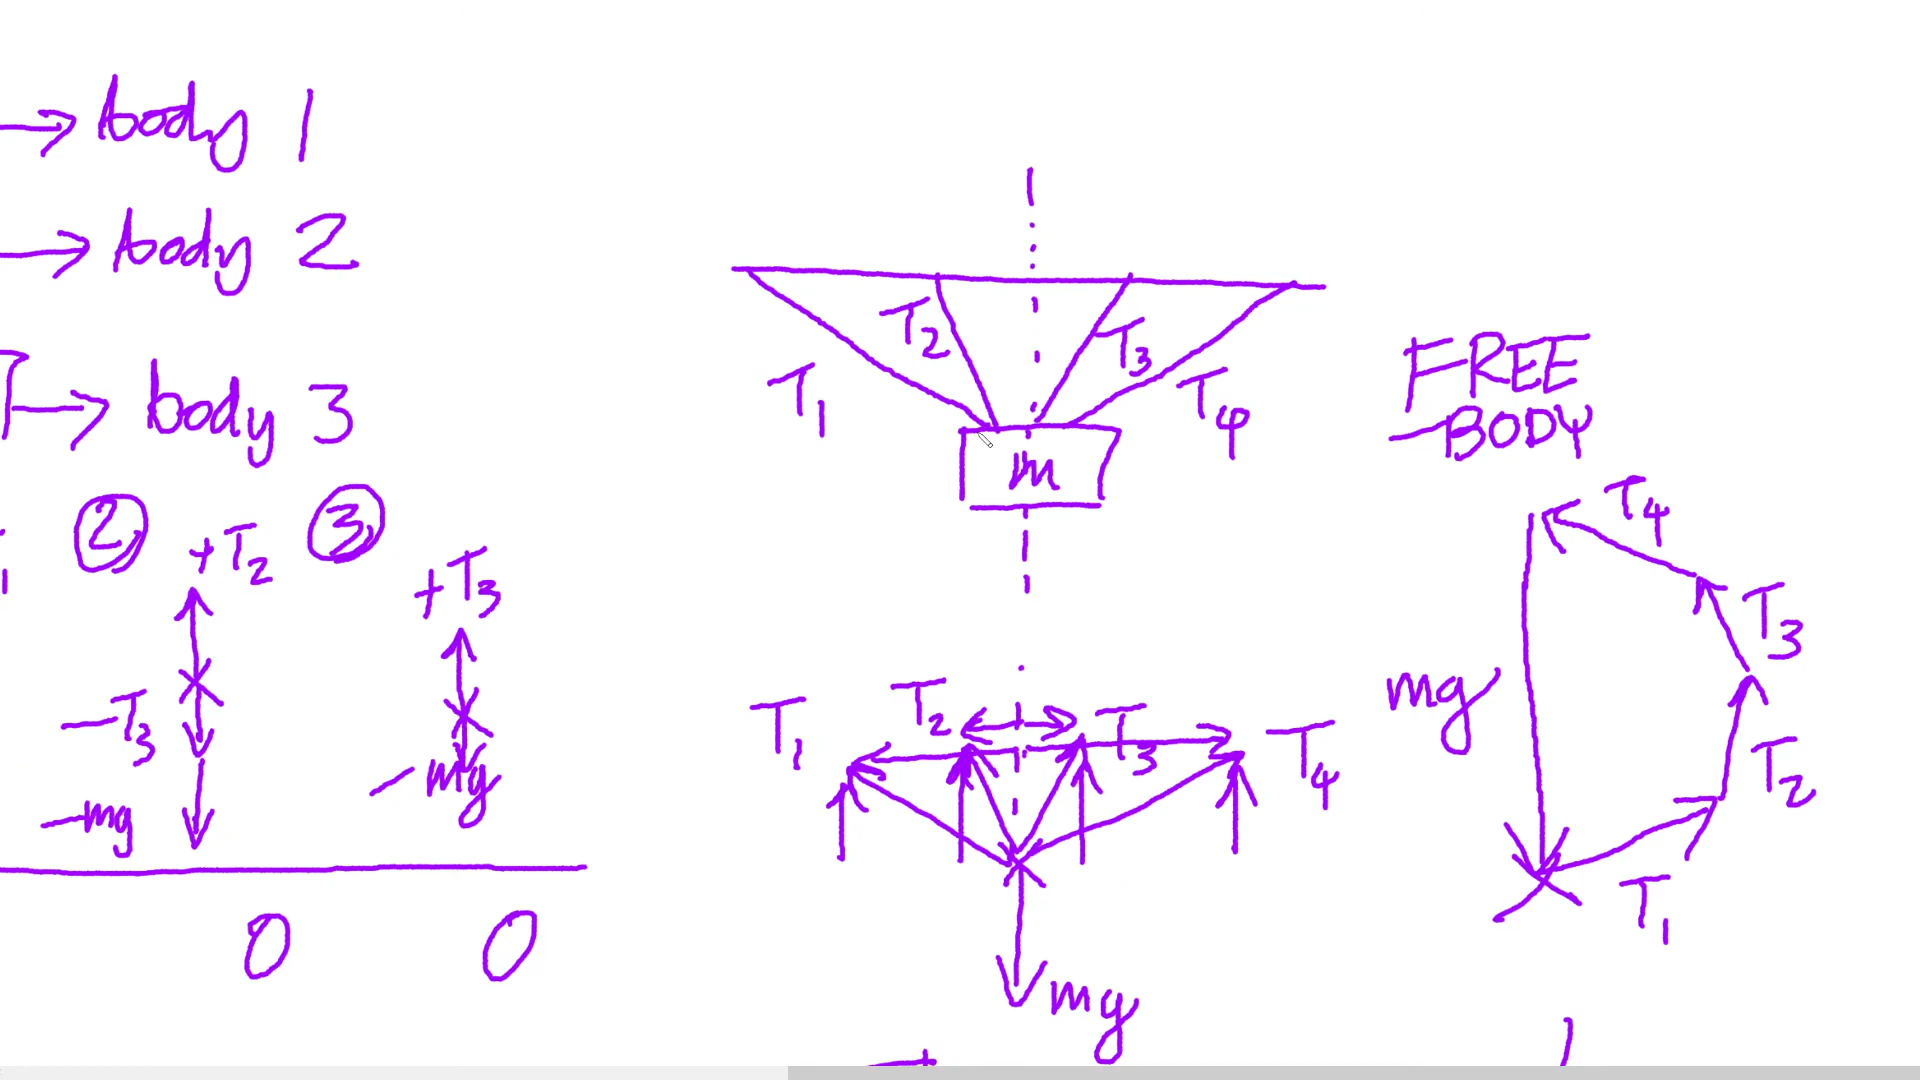 → body 1
→ body 2
→ body 3
② +T₂ ③ +T₃
−T₃
−mg
−mg
0 0
T₁ T₂ T₃ T₄
m
T₁ T₂ T₃ T₄
mg
FREE
-BODY
T₄
T₃
mg
T₂
T₁